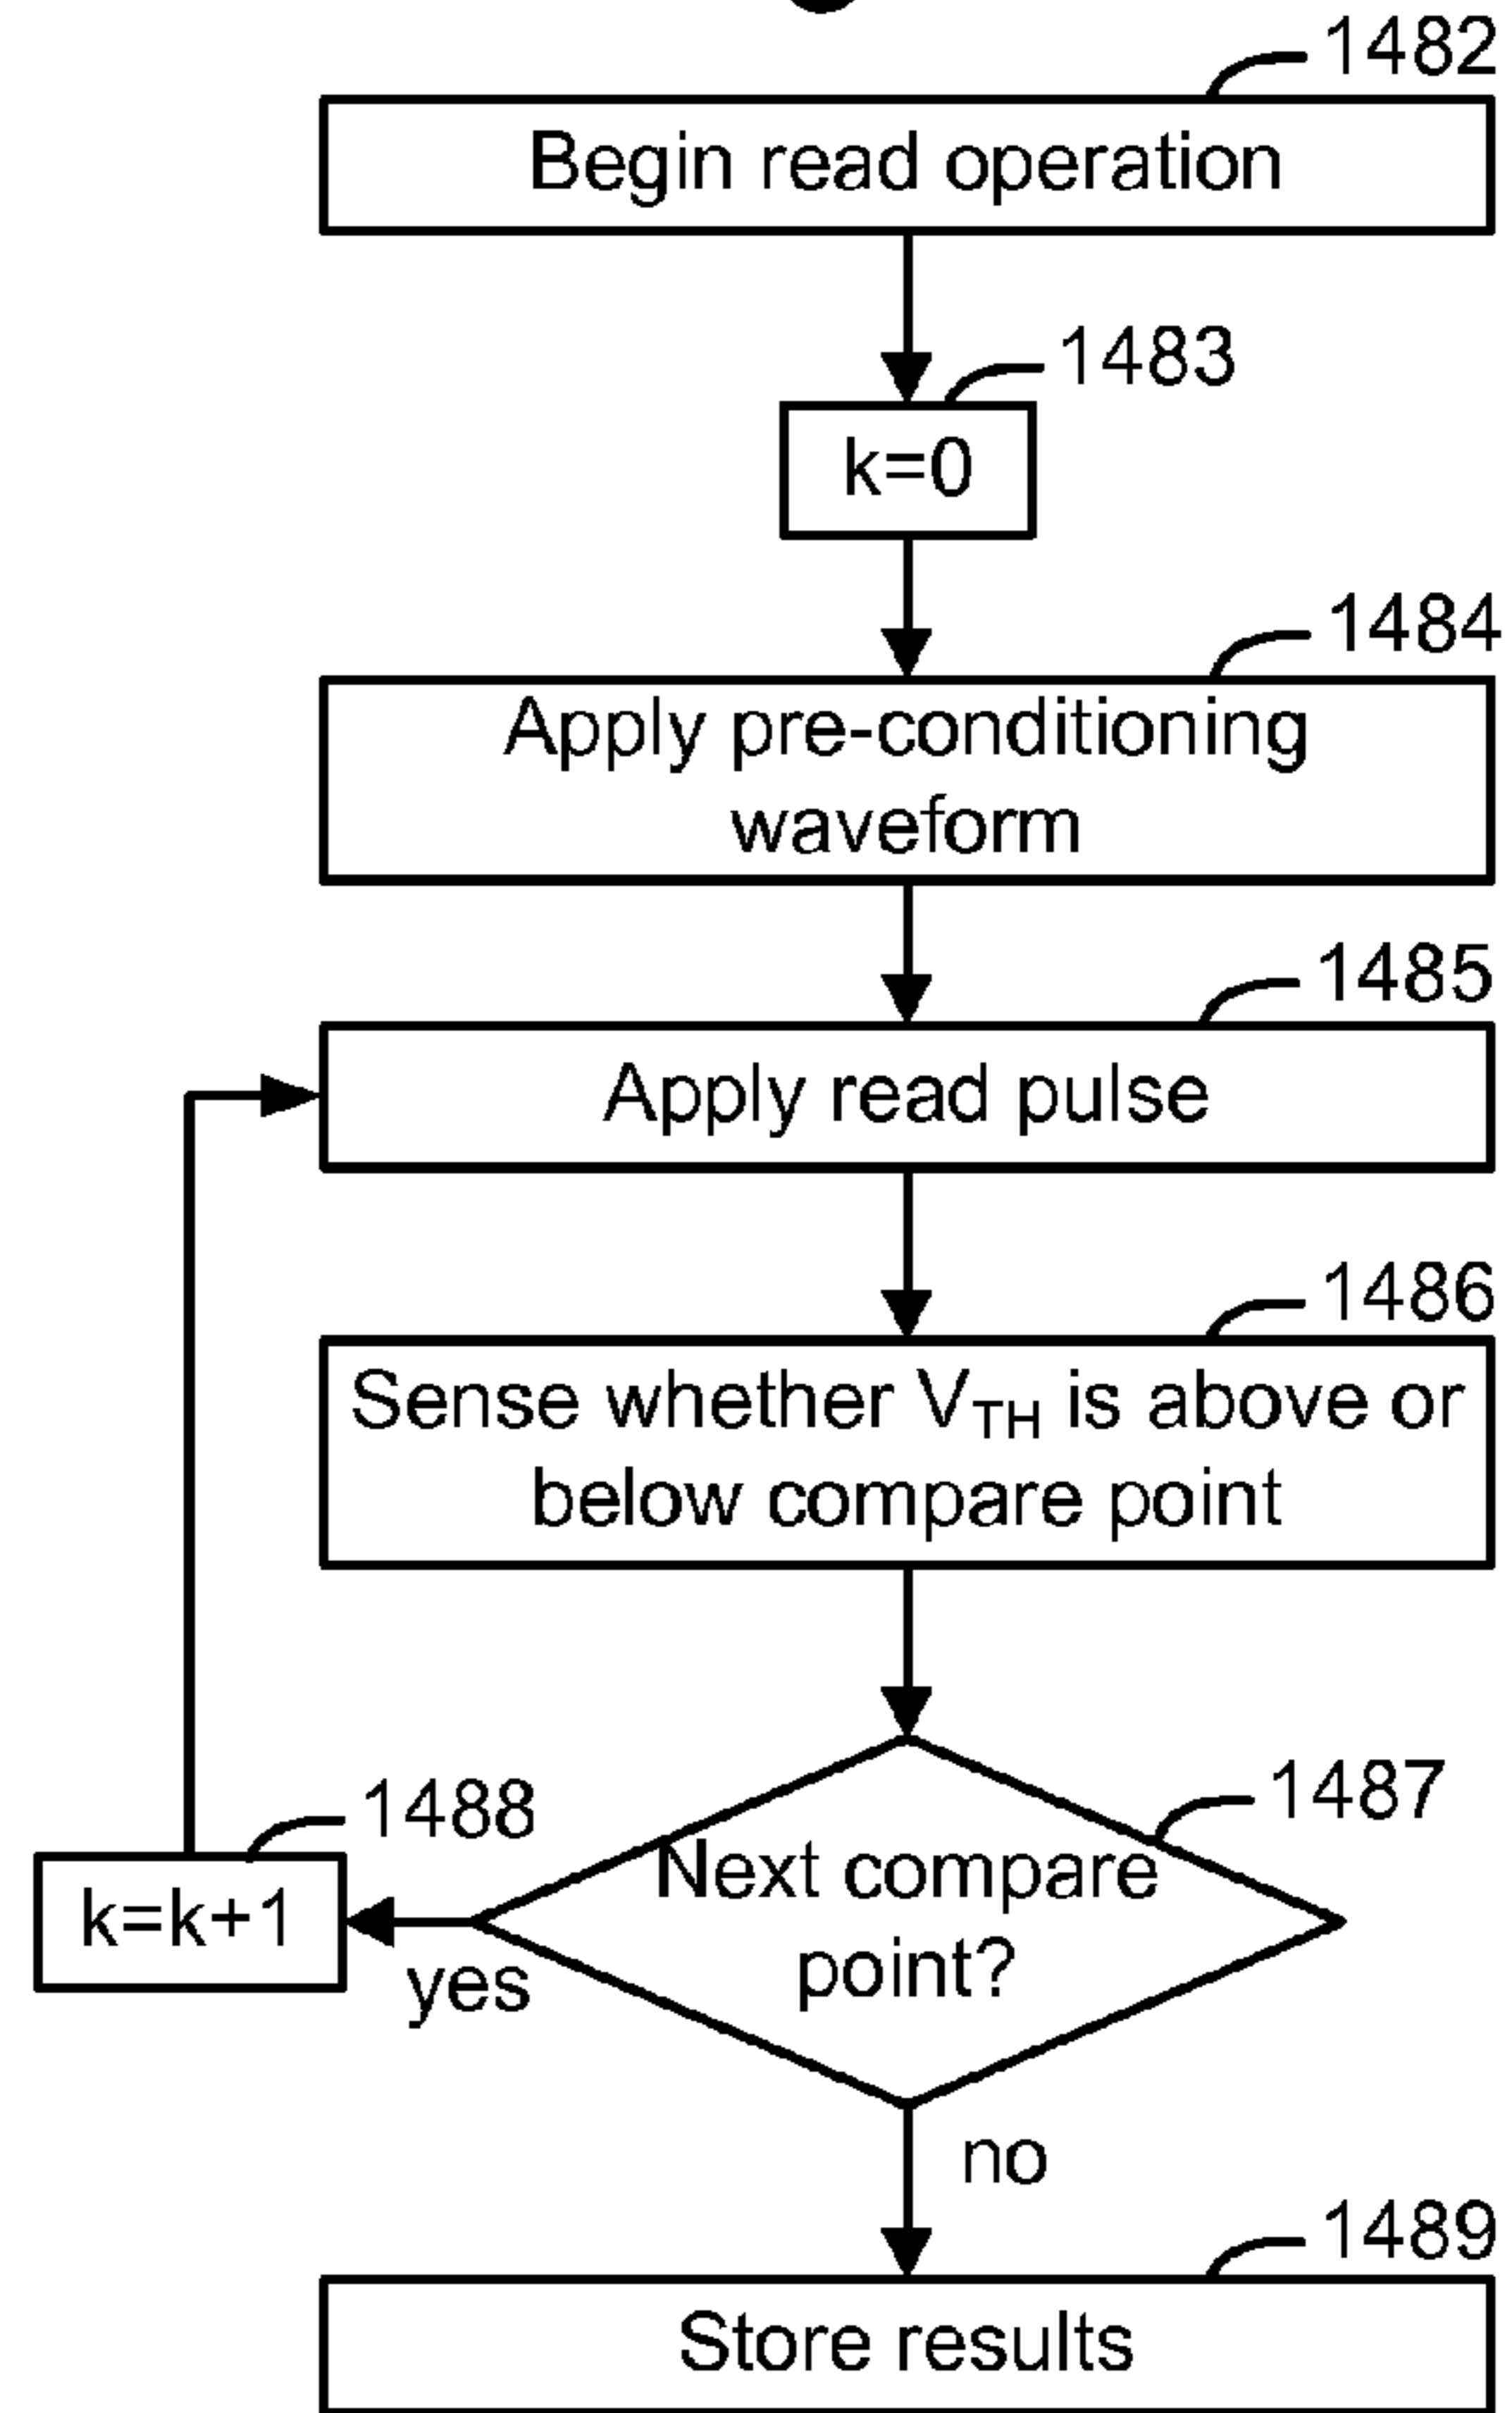 1482
Begin read operation
1483
k=0
1484
Apply pre-conditioning
waveform
1485
Apply read pulse
1486
Sense whether V_TH is above or
below compare point
1487
Next compare
point?
1488
k=k+1
yes
no
1489
Store results